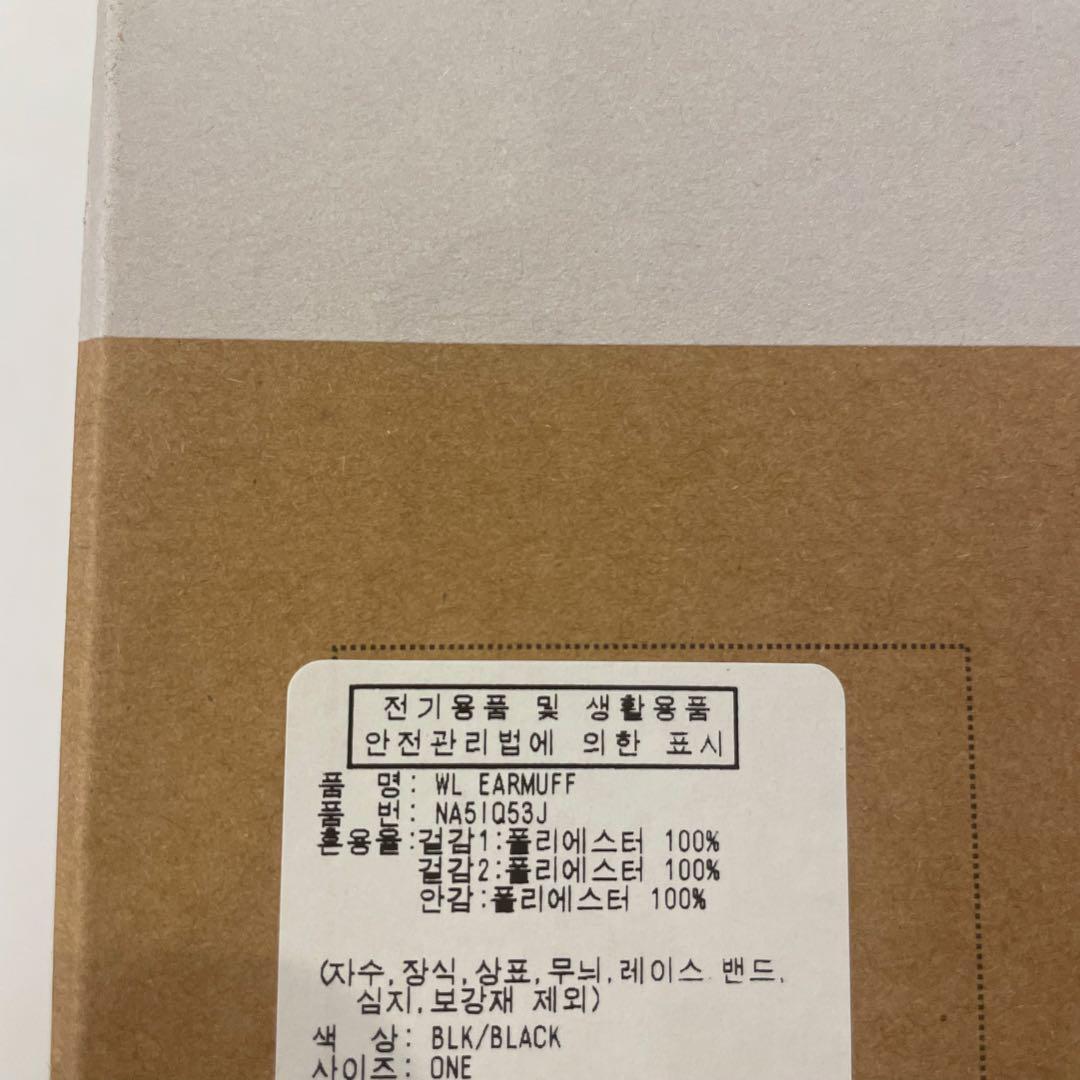 전기용품 및 생활용품
안전관리법에 의한 표시
품 명: WL EARMUFF
품 번: NA5IQ53J
혼용율:겉감1:폴리에스터 100%
겉감2:폴리에스터 100%
안감:폴리에스터 100%
(자수,장식,상표,무늬,레이스.밴드,
심지,보강재 제외)
색 상: BLK/BLACK
사이즈: ONE